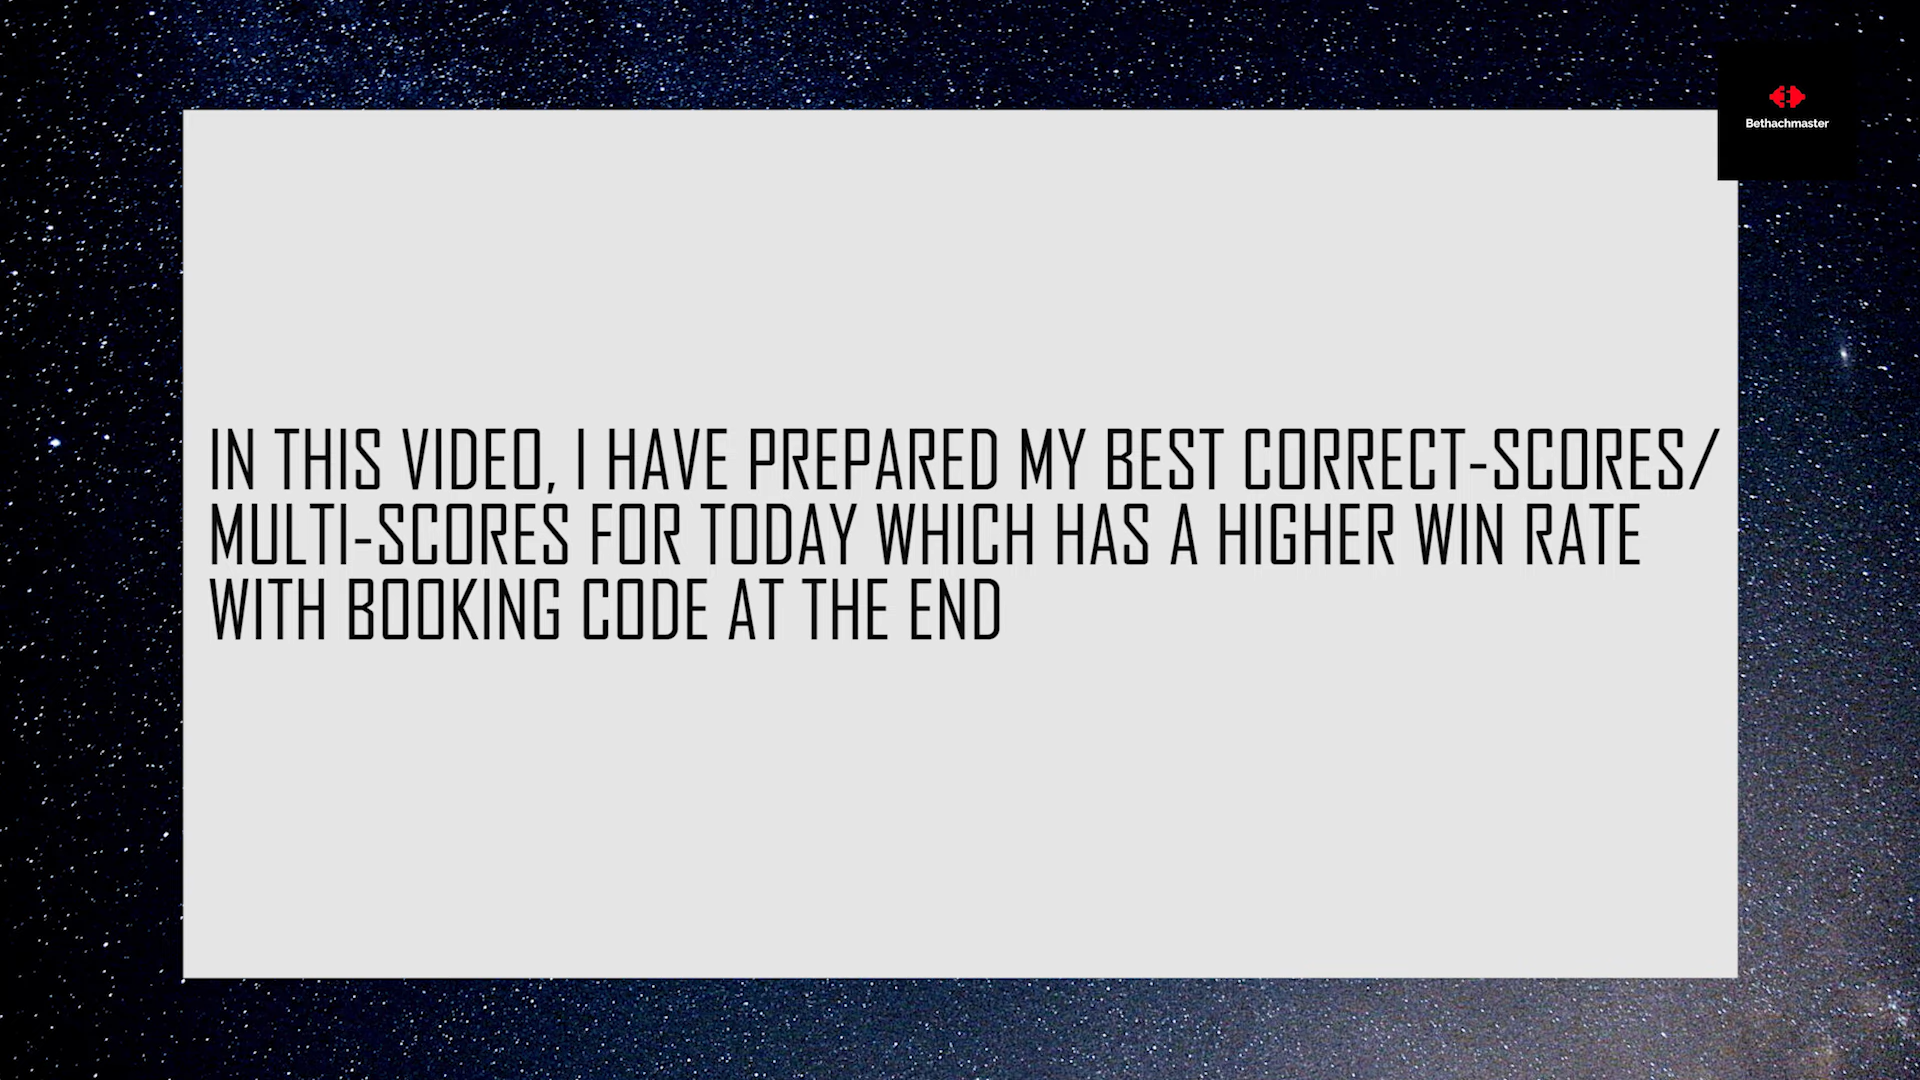 Bethachmaster
IN THIS VIDEO, I HAVE PREPARED MY BEST CORRECT-SCORES/
MULTI-SCORES FOR TODAY WHICH HAS A HIGHER WIN RATE
WITH BOOKING CODE AT THE END